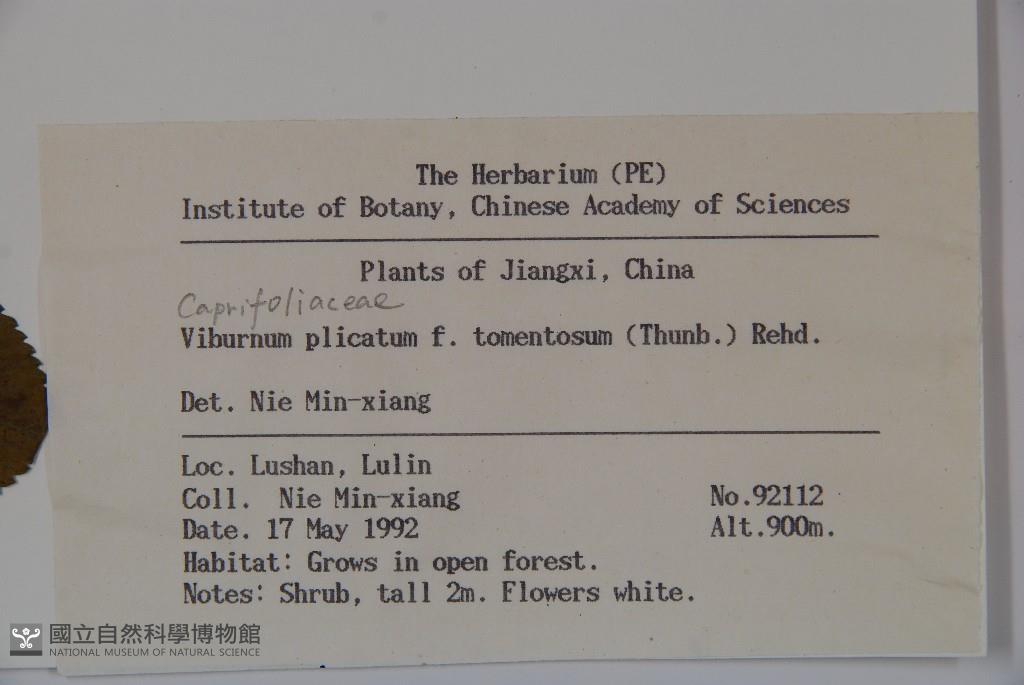 The Herbarium (PE)
Institute of Botany, Chinese Academy of Sciences
Plants of Jiangxi, China
Caprifoliaceae
Viburnum plicatum f. tomentosum (Thunb.) Rehd.
Det. Nie Min-xiang
Loc. Lushan, Lulin
Coll. Nie Min-xiang No.92112
Date. 17 May 1992 Alt.900m.
Habitat: Grows in open forest.
Notes: Shrub, tall 2m. Flowers white.
國立自然科學博物館
NATIONAL MUSEUM OF NATURAL SCIENCE